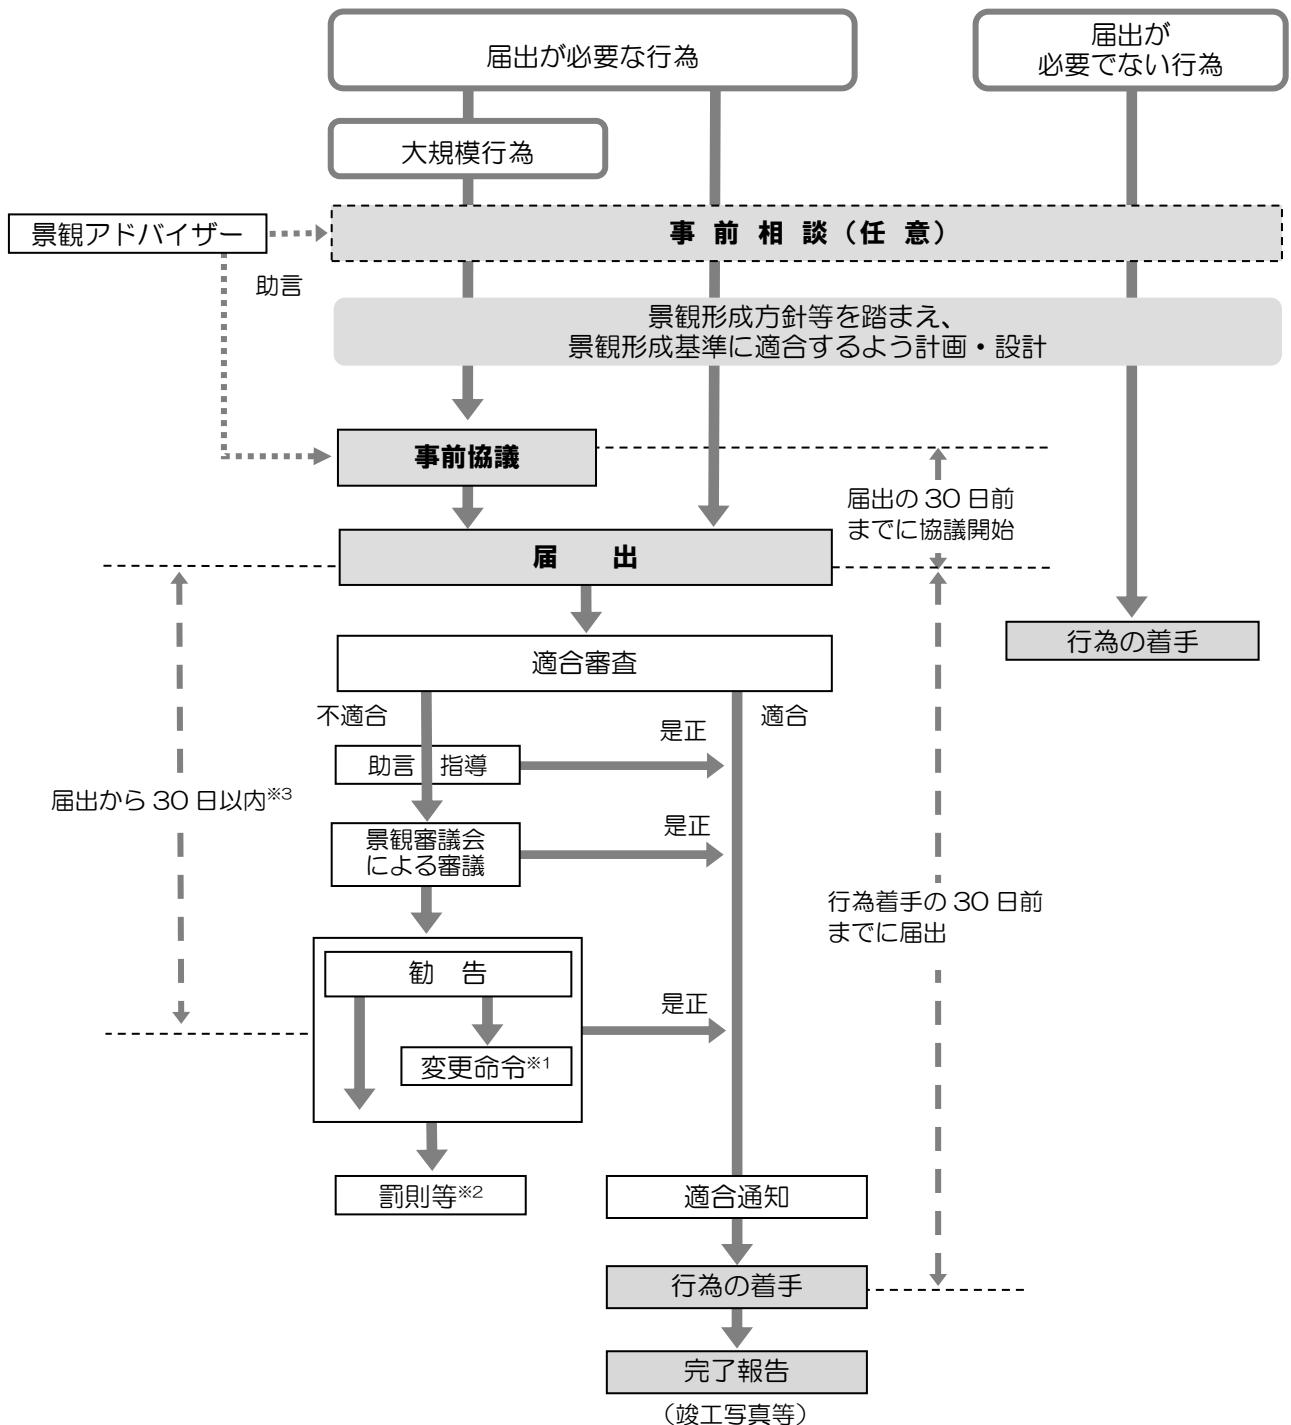 届出が必要な行為
届出が
必要でない行為
大規模行為
景観アドバイザー
事 前 相 談（任 意）
助言
景観形成方針等を踏まえ、
景観形成基準に適合するよう計画・設計
事前協議
届出の 30 日前
までに協議開始
届 出
行為の着手
適合審査
不適合
適合
是正
助言 指導
届出から 30 日以内※3
是正
景観審議会
による審議
行為着手の 30 日前
までに届出
勧 告
是正
変更命令※1
罰則等※2
適合通知
行為の着手
完了報告
（竣工写真等）